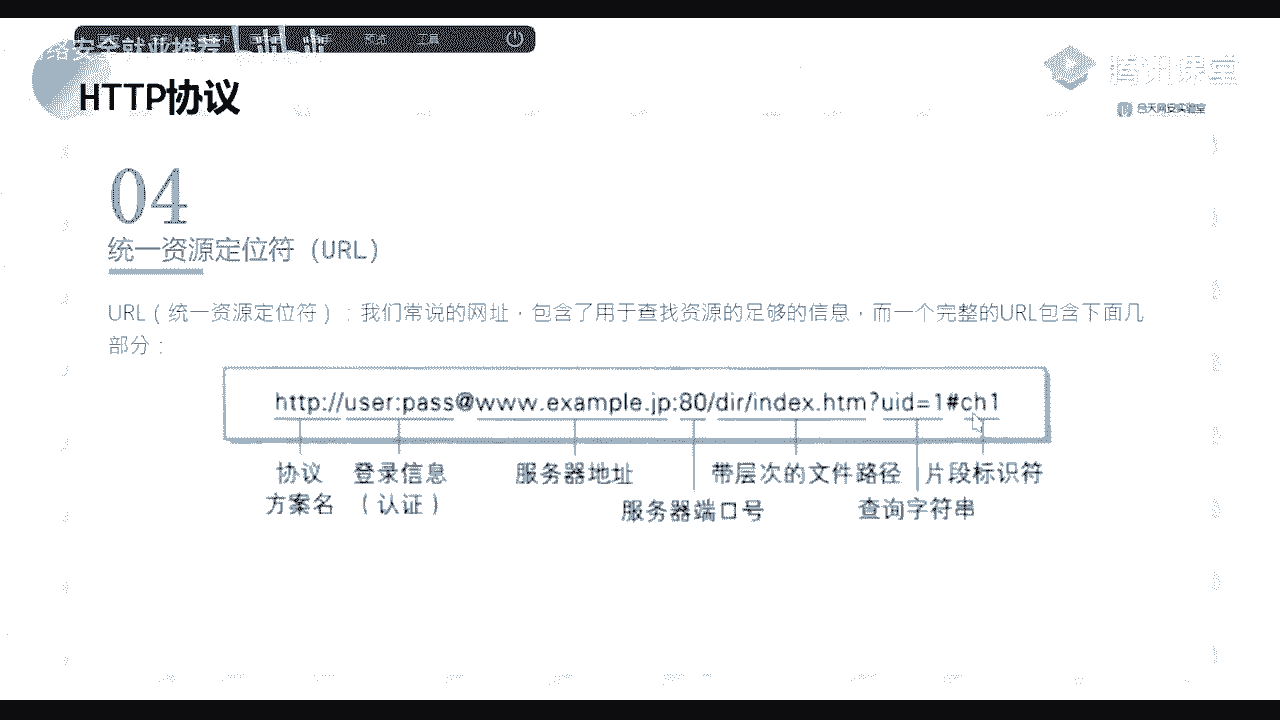 络安全就业推荐
工具
腾讯课堂
合天网安实验室
HTTP协议
04
统一资源定位符（URL）
URL（统一资源定位符）：我们常说的网址，包含了用于查找资源的足够的信息，而一个完整的URL包含下面几
部分：
http://user:pass@www.example.jp:80/dir/index.htm?uid=1#ch1
协议 登录信息 服务器地址 带层次的文件路径 片段标识符
方案名 （认证） 服务器端口号 查询字符串